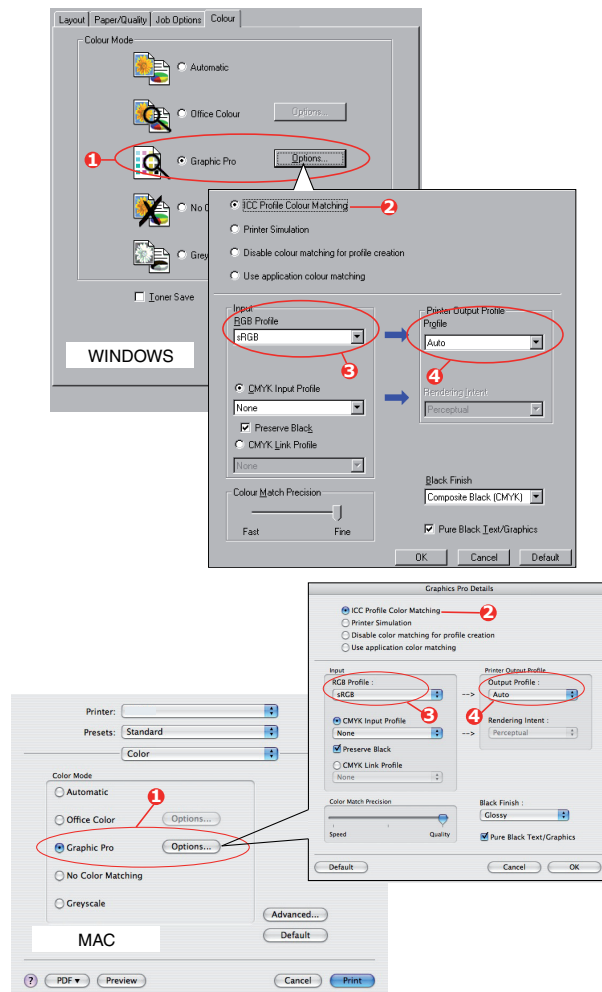 Layout Paper/Quality Job Options Colour
Colour Mode
Automatic
Office Colour Options...
1 Graphic Pro Options...
No C
Grey
Toner Save
WINDOWS
ICC Profile Colour Matching 2
Printer Simulation
Disable colour matching for profile creation
Use application colour matching
Input Printer Output Profile
RGB Profile Profile
sRGB Auto
3 4
CMYK Input Profile Rendering Intent
None Perceptual
Preserve Black
CMYK Link Profile
None
Black Finish
Colour Match Precision Composite Black (CMYK)
Fast Fine Pure Black Text/Graphics
OK Cancel Default
Graphics Pro Details
ICC Profile Color Matching 2
Printer Simulation
Disable color matching for profile creation
Use application color matching
Input Printer Output Profile
RGB Profile : Output Profile :
sRGB --> Auto
3 4
CMYK Input Profile Rendering Intent :
None --> Perceptual
Preserve Black
CMYK Link Profile
None
Color Match Precision Black Finish :
Glossy
Speed Quality Pure Black Text/Graphics
Default Cancel OK
Printer:
Presets: Standard
Color
Color Mode
Automatic
1
Office Color Options...
Graphic Pro Options...
No Color Matching
Greyscale
Advanced...
MAC Default
? PDF Preview Cancel Print